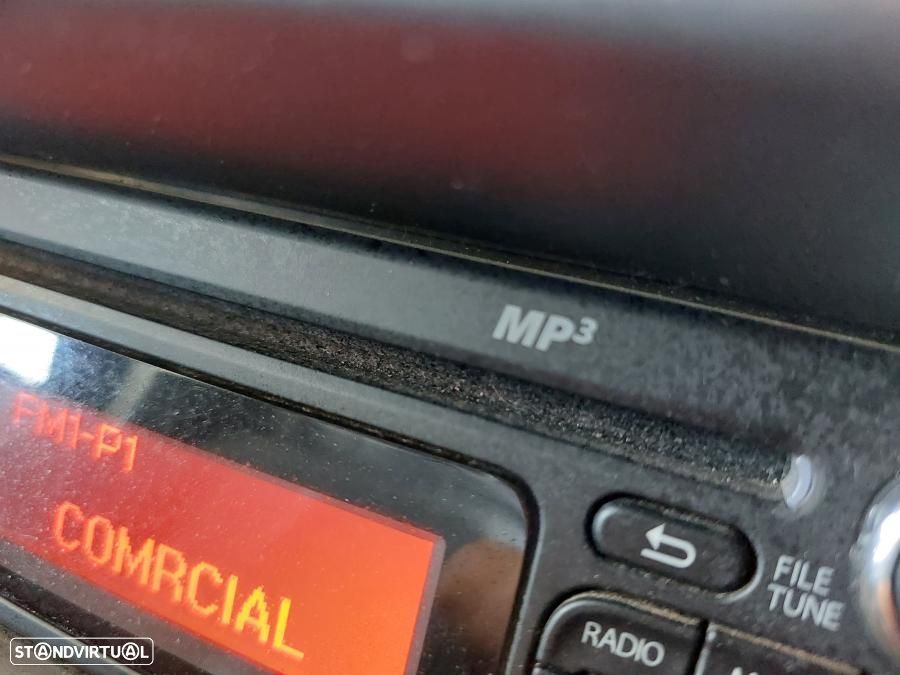 MP3
FM1-P1
COMRCIAL
FILE
TUNE
RADIO
STANDVIRTUAL